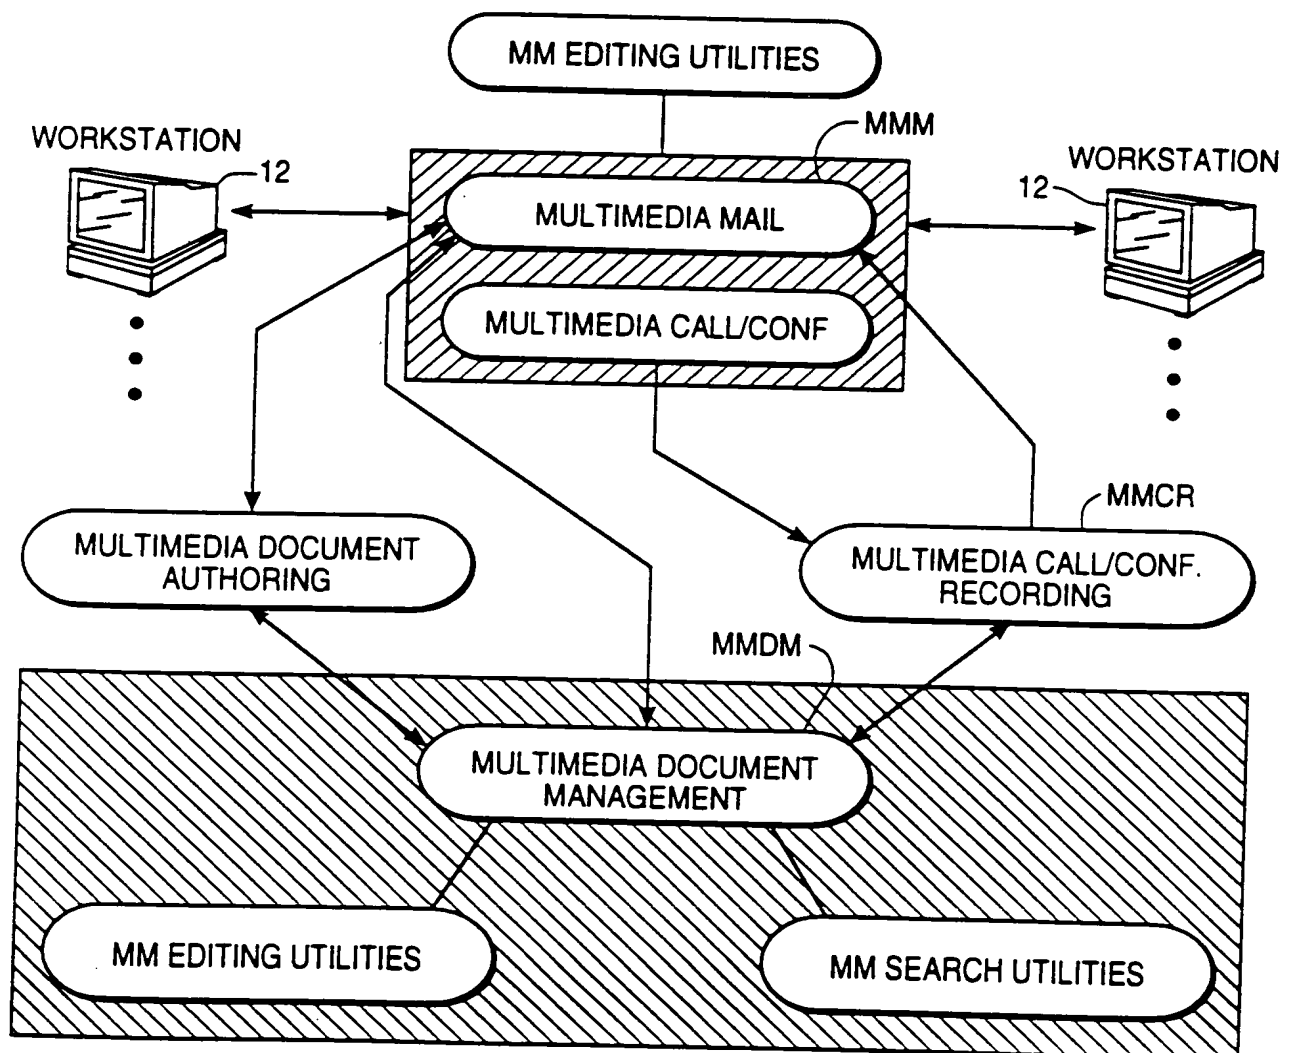 MM EDITING UTILITIES
MMM
WORKSTATION
12
WORKSTATION
12
MULTIMEDIA MAIL
MULTIMEDIA CALL/CONF
MMCR
MULTIMEDIA DOCUMENT
AUTHORING
MULTIMEDIA CALL/CONF.
RECORDING
MMDM
MULTIMEDIA DOCUMENT
MANAGEMENT
MM EDITING UTILITIES
MM SEARCH UTILITIES